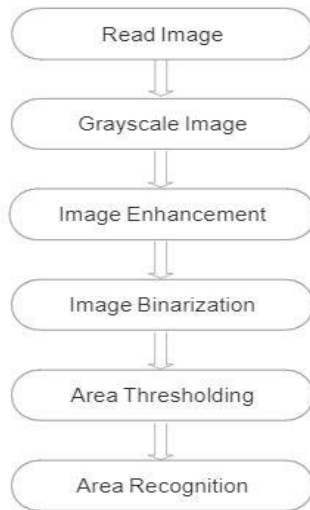 Read Image
Grayscale Image
Image Enhancement
Image Binarization
Area Thresholding
Area Recognition